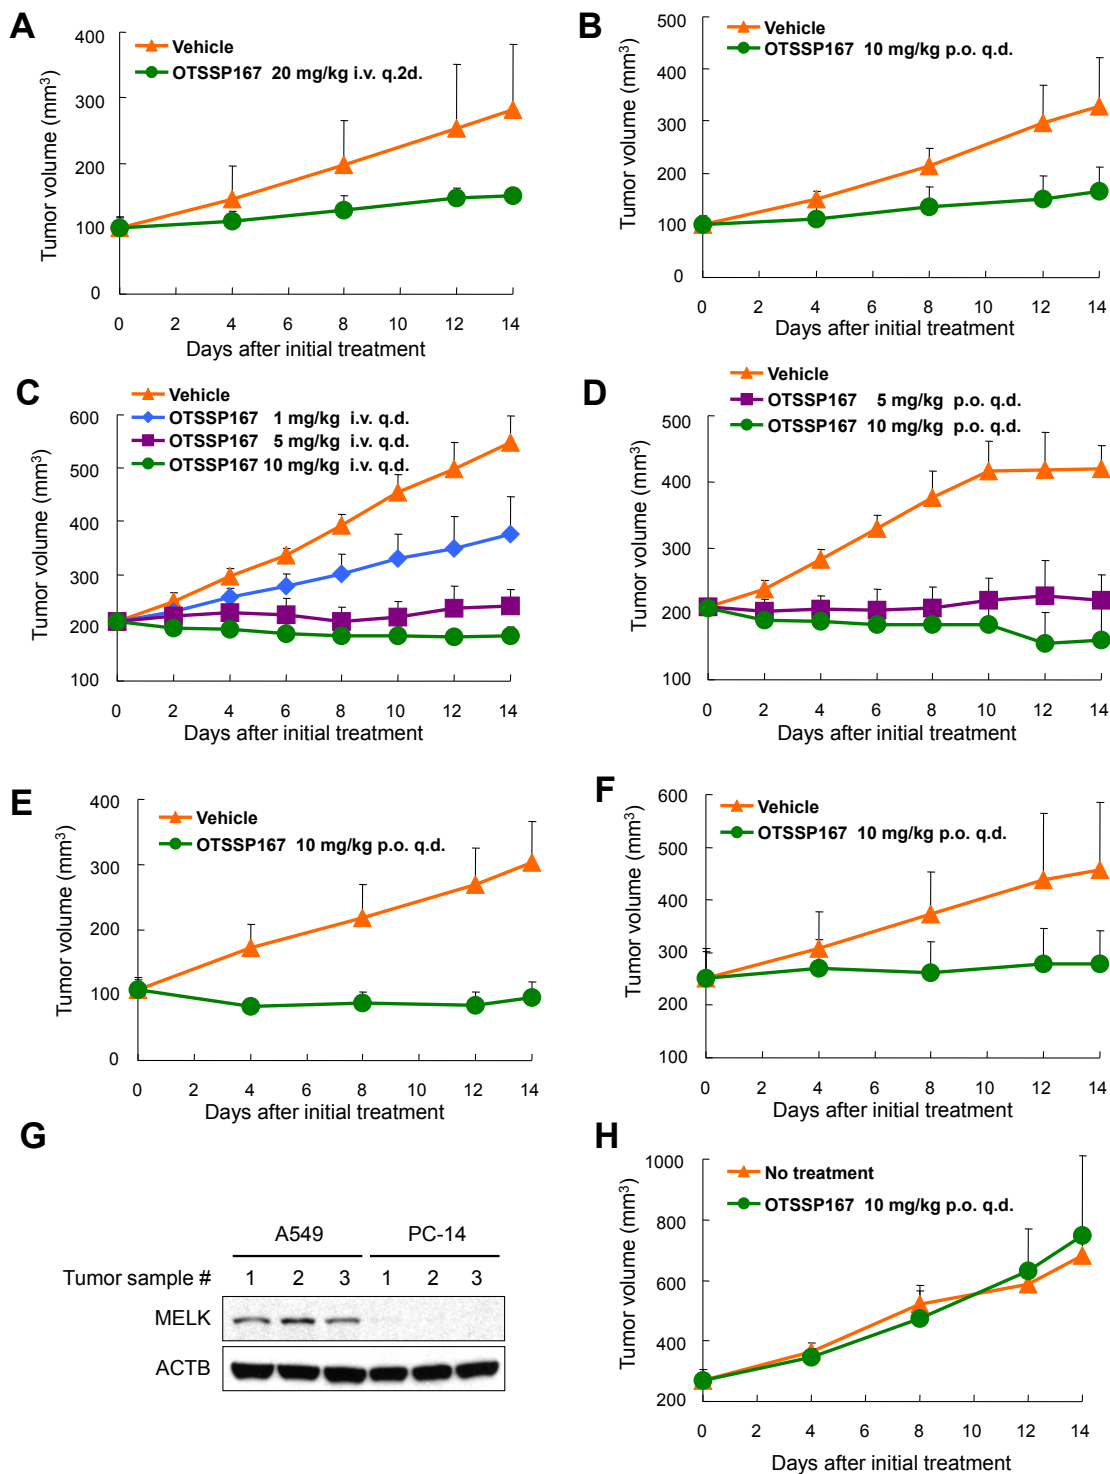 A
Vehicle
OTSSP167 20 mg/kg i.v. q.2d.
Tumor volume (mm³)
400
300
200
100
0
0 2 4 6 8 10 12 14
Days after initial treatment
B
Vehicle
OTSSP167 10 mg/kg p.o. q.d.
Tumor volume (mm³)
500
400
300
200
100
0
0 2 4 6 8 10 12 14
Days after initial treatment
C
Vehicle
OTSSP167 1 mg/kg i.v. q.d.
OTSSP167 5 mg/kg i.v. q.d.
OTSSP167 10 mg/kg i.v. q.d.
Tumor volume (mm³)
600
500
400
300
200
100
0 2 4 6 8 10 12 14
Days after initial treatment
D
Vehicle
OTSSP167 5 mg/kg p.o. q.d.
OTSSP167 10 mg/kg p.o. q.d.
Tumor volume (mm³)
500
400
300
200
100
0 2 4 6 8 10 12 14
Days after initial treatment
E
Vehicle
OTSSP167 10 mg/kg p.o. q.d.
Tumor volume (mm³)
400
300
200
100
0
0 2 4 6 8 10 12 14
Days after initial treatment
F
Vehicle
OTSSP167 10 mg/kg p.o. q.d.
Tumor volume (mm³)
600
500
400
300
200
100
0 2 4 6 8 10 12 14
Days after initial treatment
G
A549 PC-14
Tumor sample # 1 2 3 1 2 3
MELK
ACTB
H
No treatment
OTSSP167 10 mg/kg p.o. q.d.
Tumor volume (mm³)
1000
800
600
400
200
0 2 4 6 8 10 12 14
Days after initial treatment